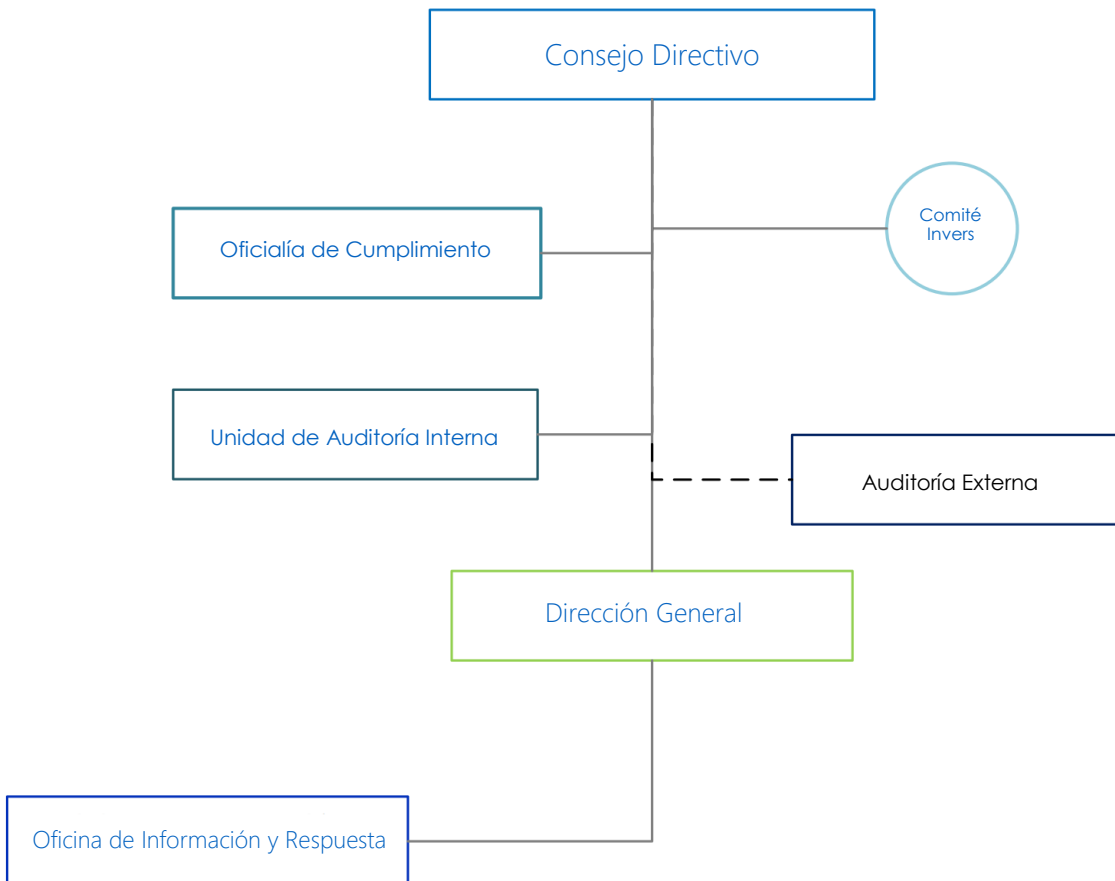 Consejo Directivo
Comité
Invers
Oficialía de Cumplimiento
Unidad de Auditoría Interna
Auditoría Externa
Dirección General
Oficina de Información y Respuesta